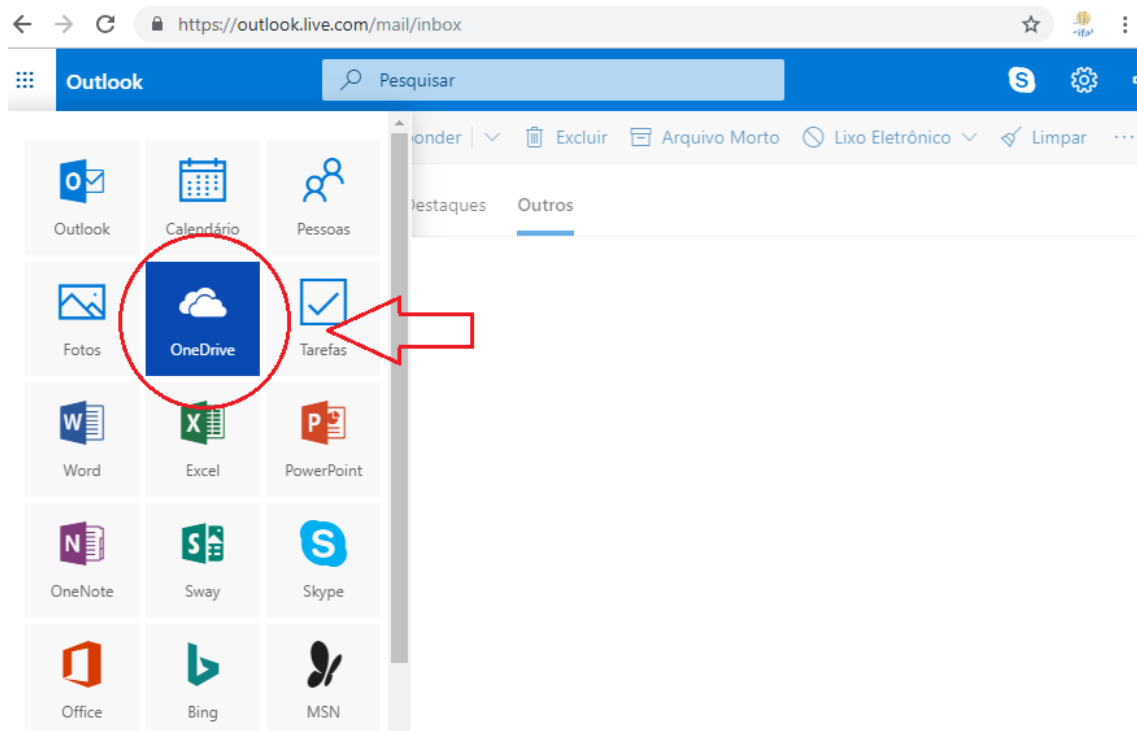 https://outlook.live.com/mail/inbox
Outlook
Pesquisar
Excluir Arquivo Morto Lixo Eletrônico Limpar ...
Destaques Outros
Outlook Calendário Pessoas
Fotos OneDrive Tarefas
Word Excel PowerPoint
OneNote Sway Skype
Office Bing MSN